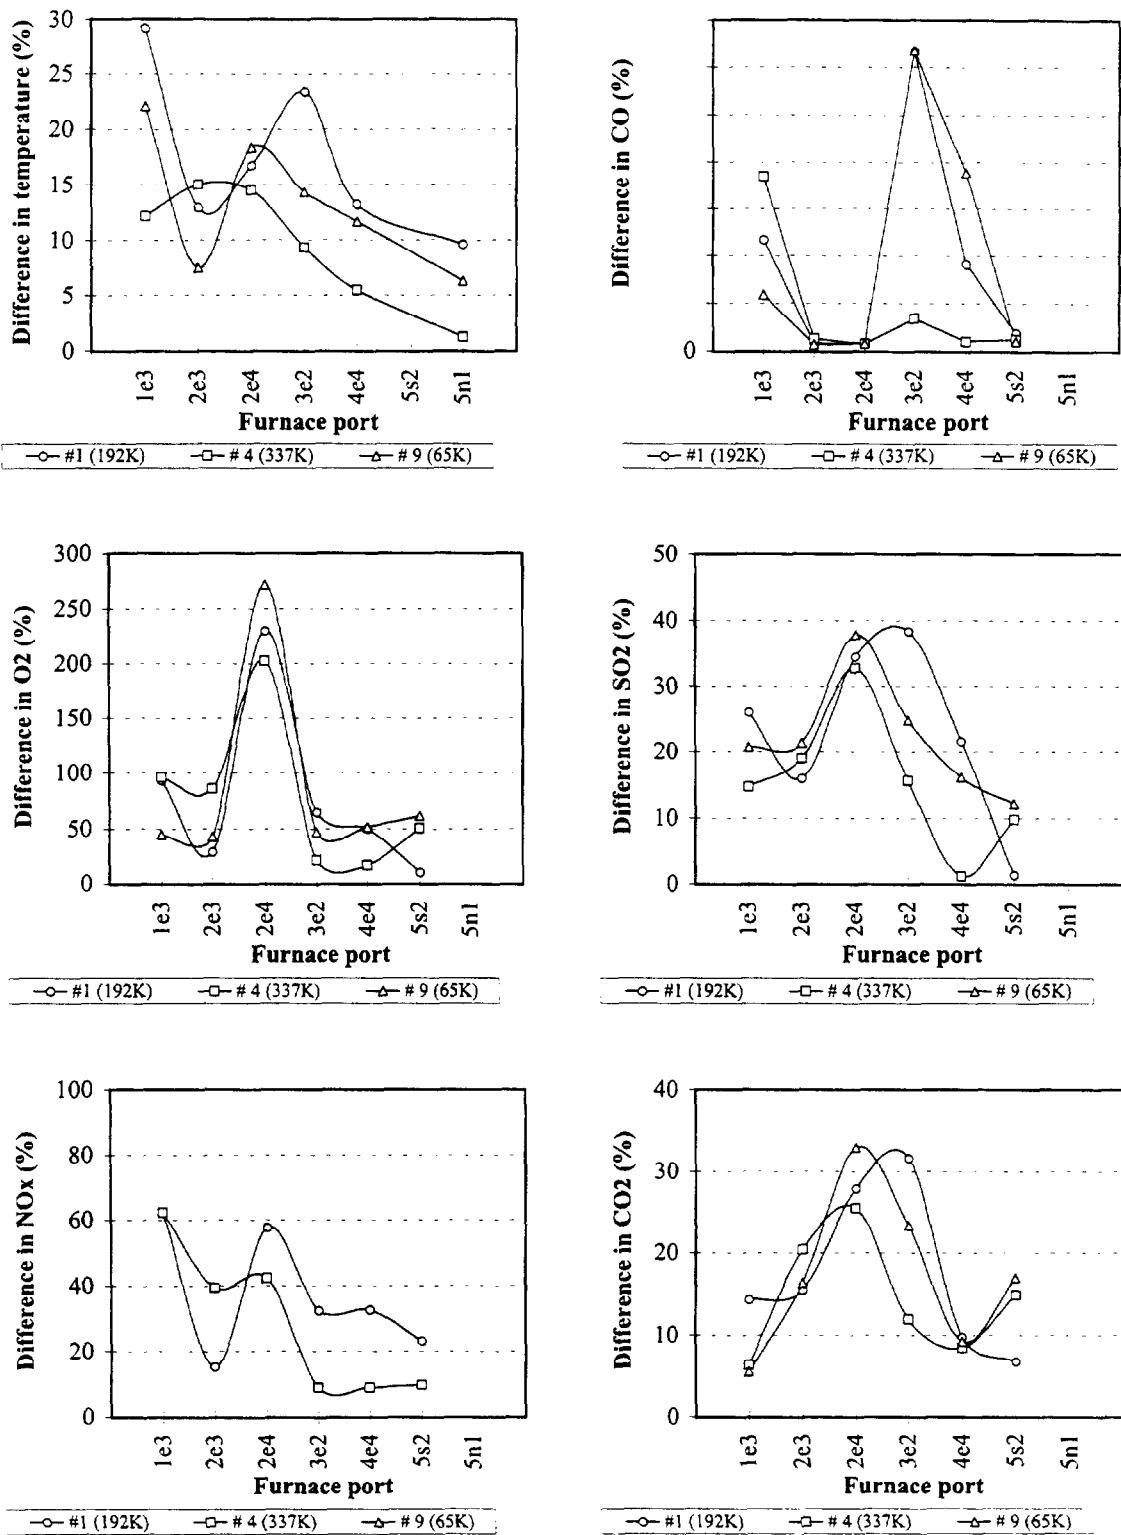 Difference in temperature (%)
30
25
20
15
10
5
0
1e3
2e3
2e4
3e2
4e4
5s2
5n1
Furnace port
#1 (192K) # 4 (337K) # 9 (65K)
Difference in CO (%)
0
1e3
2e3
2e4
3e2
4e4
5s2
5n1
Furnace port
#1 (192K) # 4 (337K) # 9 (65K)
Difference in O2 (%)
300
250
200
150
100
50
0
1e3
2e3
2e4
3e2
4e4
5s2
5n1
Furnace port
#1 (192K) # 4 (337K) # 9 (65K)
Difference in SO2 (%)
50
40
30
20
10
0
1e3
2e3
2e4
3e2
4e4
5s2
5n1
Furnace port
#1 (192K) # 4 (337K) # 9 (65K)
Difference in NOx (%)
100
80
60
40
20
0
1e3
2e3
2e4
3e2
4e4
5s2
5n1
Furnace port
#1 (192K) # 4 (337K) # 9 (65K)
Difference in CO2 (%)
40
30
20
10
0
1e3
2e3
2e4
3e2
4e4
5s2
5n1
Furnace port
#1 (192K) # 4 (337K) # 9 (65K)